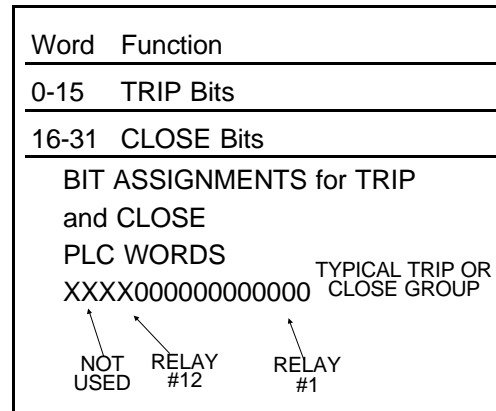 Word Function
0-15 TRIP Bits
16-31 CLOSE Bits
BIT ASSIGNMENTS for TRIP
and CLOSE
PLC WORDS
XXXX000000000000
TYPICAL TRIP OR
CLOSE GROUP
NOT
USED
RELAY
#12
RELAY
#1